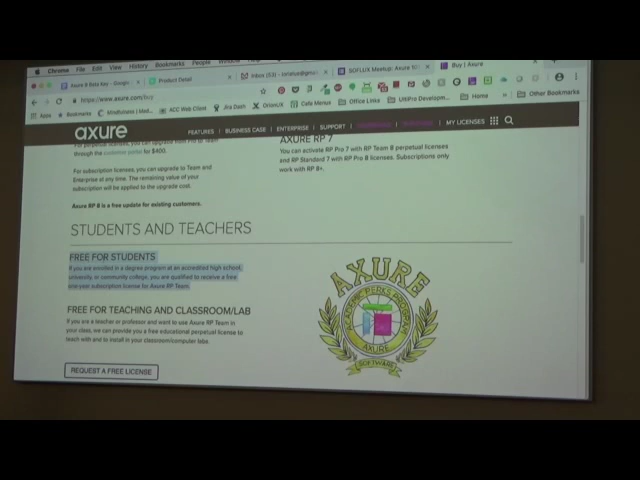 Chrome File Edit View History Bookmarks People Window
Axure 8 Beta Key - Google Product Detail Inbox (53) SOFLUX Meetup: Axure Buy | Axure
https://www.axure.com/buy
Apps Bookmarks ACC Web Client Jira Dash OrionUX Cafe Menus Office Links UltiPro Developm... Home Other Bookmarks
axure FEATURES BUSINESS CASE ENTERPRISE SUPPORT MY LICENSES
through the customer portal for $400.
For subscription licenses, you can upgrade to Team and
Enterprise at any time. The remaining value of your
subscription will be applied to the upgrade cost.
Axure RP 8 is a free update for existing customers.
AXURE RP 7
You can activate RP Pro 7 with RP Team 8 perpetual licenses
and RP Standard 7 with RP Pro 8 licenses. Subscriptions only
work with RP 8+.
STUDENTS AND TEACHERS
FREE FOR STUDENTS
If you are enrolled in a degree program at an accredited high school,
university, or community college, you are qualified to receive a free
one-year subscription license for Axure RP Team.
FREE FOR TEACHING AND CLASSROOM/LAB
If you are a teacher or professor and want to use Axure RP Team in
your class, we can provide you a free educational perpetual license to
teach with and to install in your classroom/computer labs.
REQUEST A FREE LICENSE
AXURE
ACADEMIC PERKS PROGRAM
AXURE
SOFTWARE